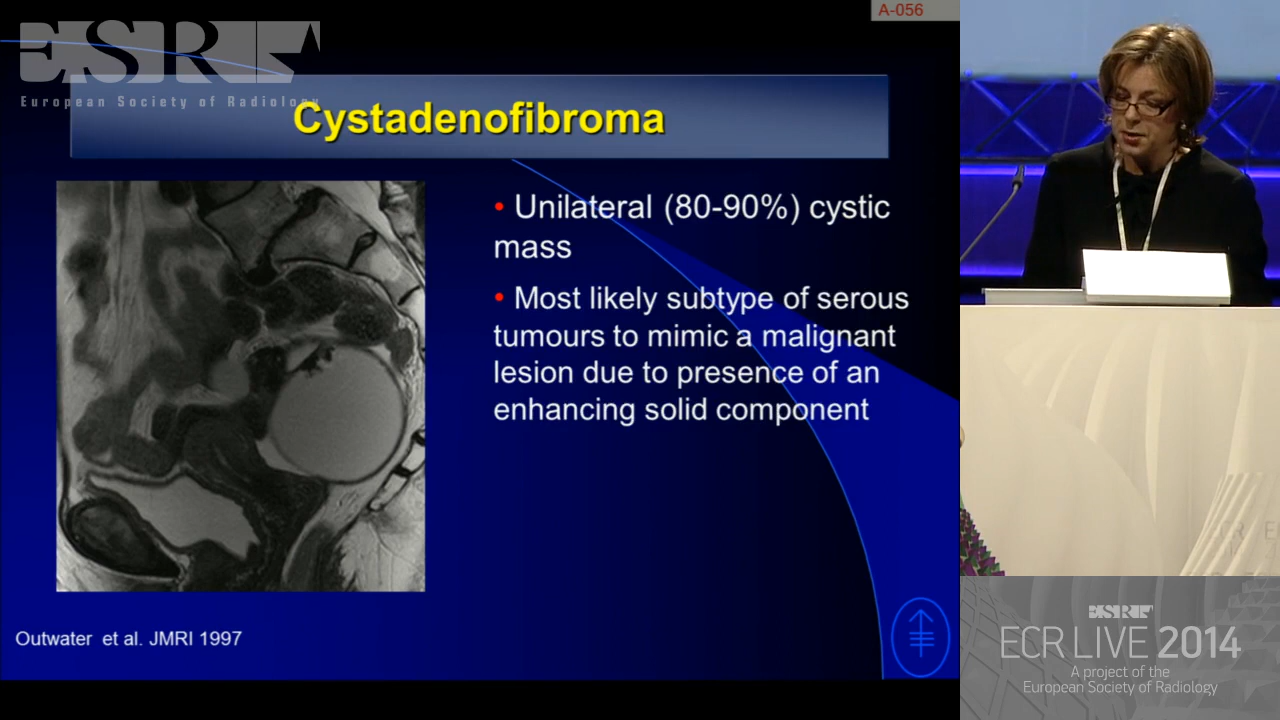 A-056
ESR
European Society of Radiology
Cystadenofibroma
• Unilateral (80-90%) cystic
mass
• Most likely subtype of serous
tumours to mimic a malignant
lesion due to presence of an
enhancing solid component
Outwater et al. JMRI 1997
ESR
ECR LIVE 2014
A project of the
European Society of Radiology